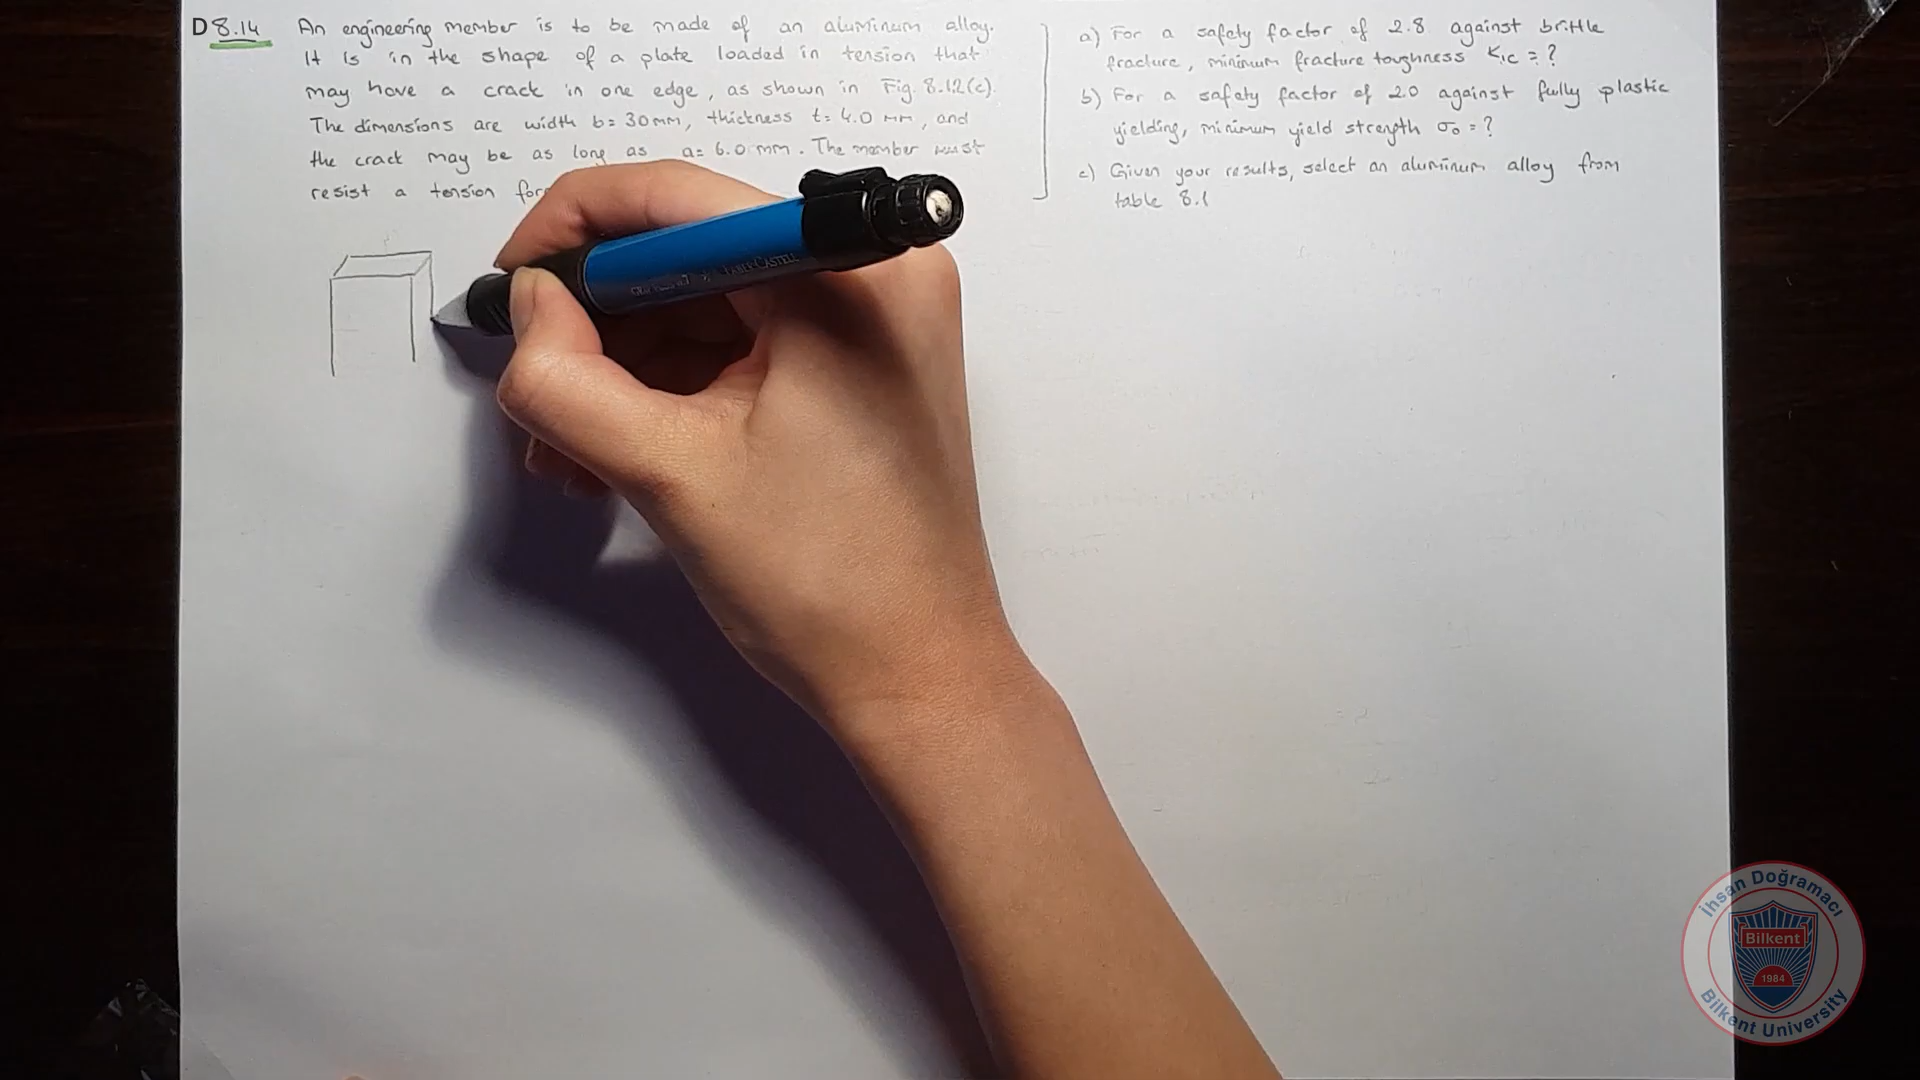 D 8.14 An engineering member is to be made of an aluminum alloy.
It is in the shape of a plate loaded in tension that
may have a crack in one edge, as shown in Fig. 8.12(c).
The dimensions are width b= 30mm, thickness t= 4.0 mm, and
the crack may be as long as a= 6.0 mm. The member must
resist a tension
a) For a safety factor of 2.8 against brittle
fracture, minimum fracture toughness KIC = ?
b) For a safety factor of 2.0 against fully plastic
yielding, minimum yield strength σo = ?
c) Given your results, select an aluminum alloy from
table 8.1
FABER-CASTELL
İhsan Doğramacı
Bilkent
1984
Bilkent University